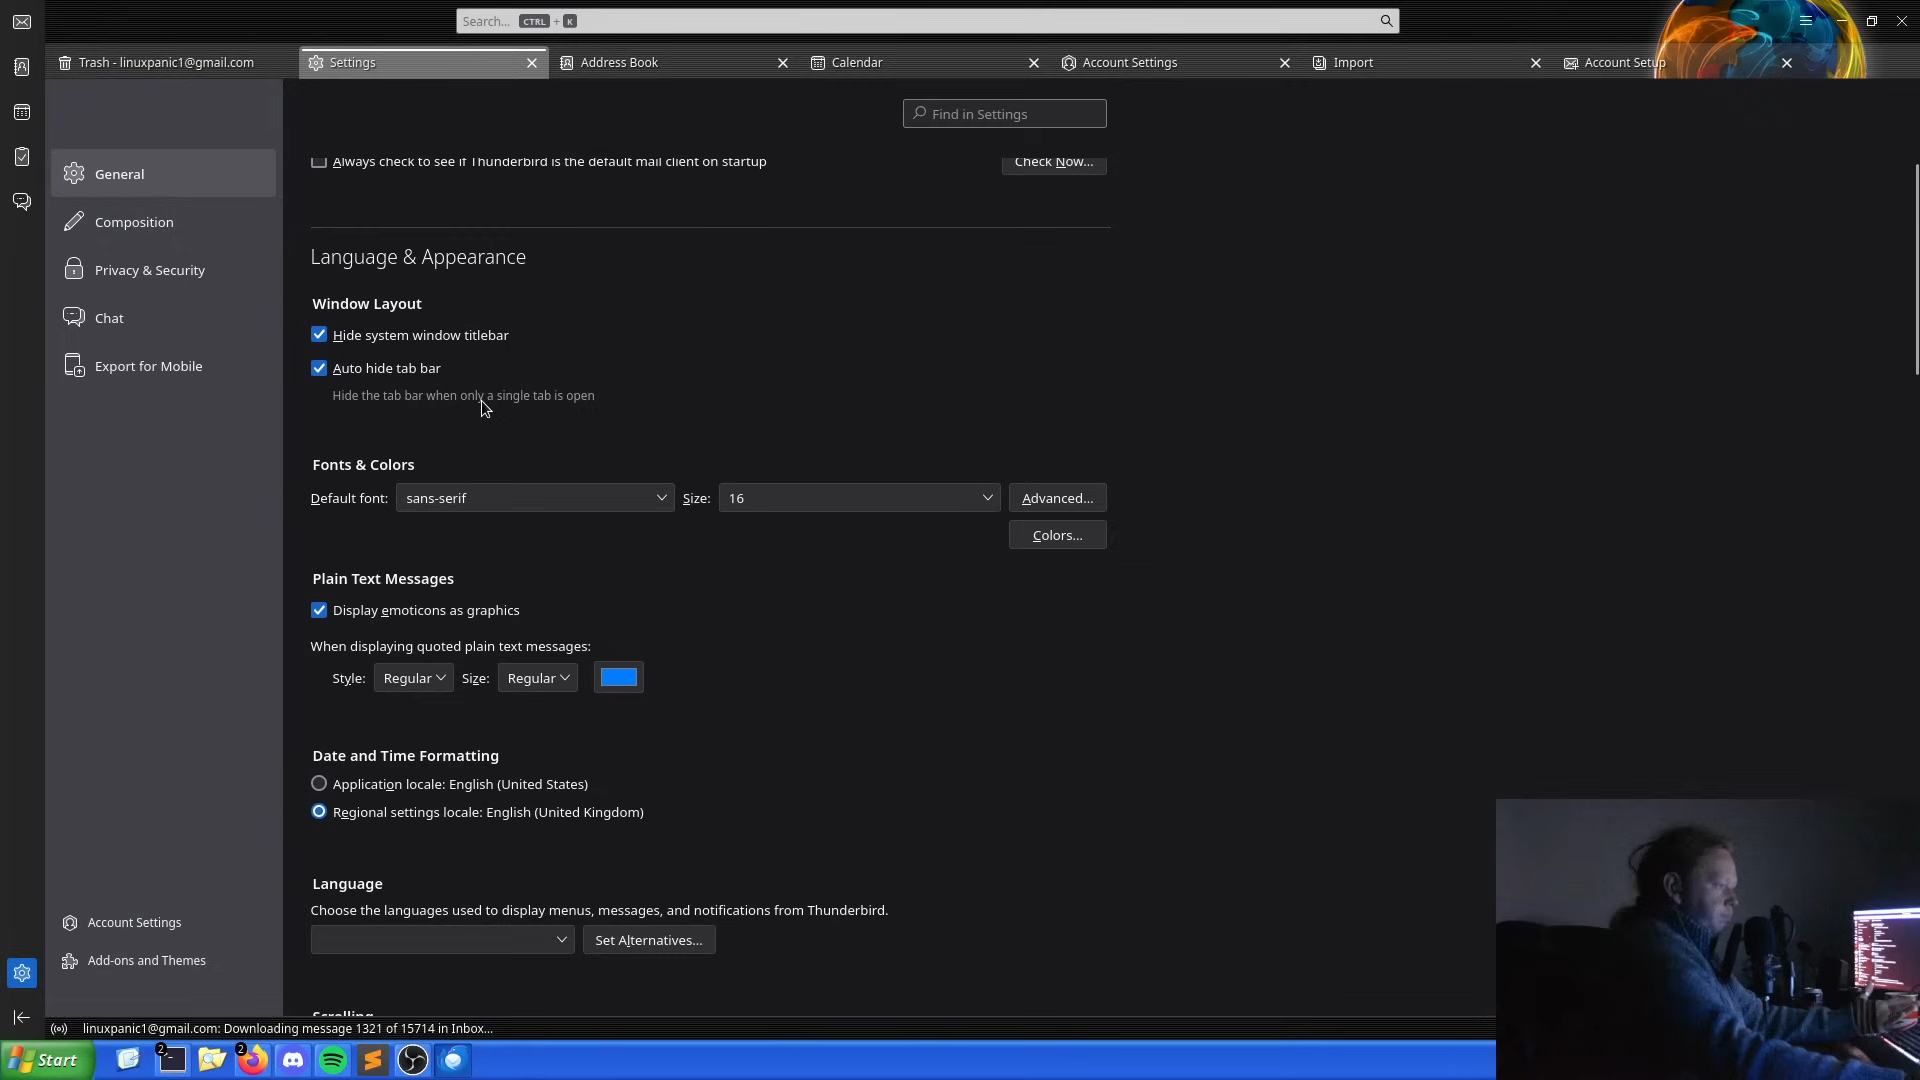 Search... CTRL + K
Trash - linuxpanic1@gmail.com
Settings
Address Book
Calendar
Account Settings
Import
Account Setup
Find in Settings
General
Composition
Privacy & Security
Chat
Export for Mobile
Account Settings
Add-ons and Themes
Always check to see if Thunderbird is the default mail client on startup
Check Now...
Language & Appearance
Window Layout
Hide system window titlebar
Auto hide tab bar
Hide the tab bar when only a single tab is open
Fonts & Colors
Default font: sans-serif Size: 16 Advanced...
Colors...
Plain Text Messages
Display emoticons as graphics
When displaying quoted plain text messages:
Style: Regular Size: Regular
Date and Time Formatting
Application locale: English (United States)
Regional settings locale: English (United Kingdom)
Language
Choose the languages used to display menus, messages, and notifications from Thunderbird.
Set Alternatives...
Scrolling
linuxpanic1@gmail.com: Downloading message 1321 of 15714 in Inbox...
Start
2
2